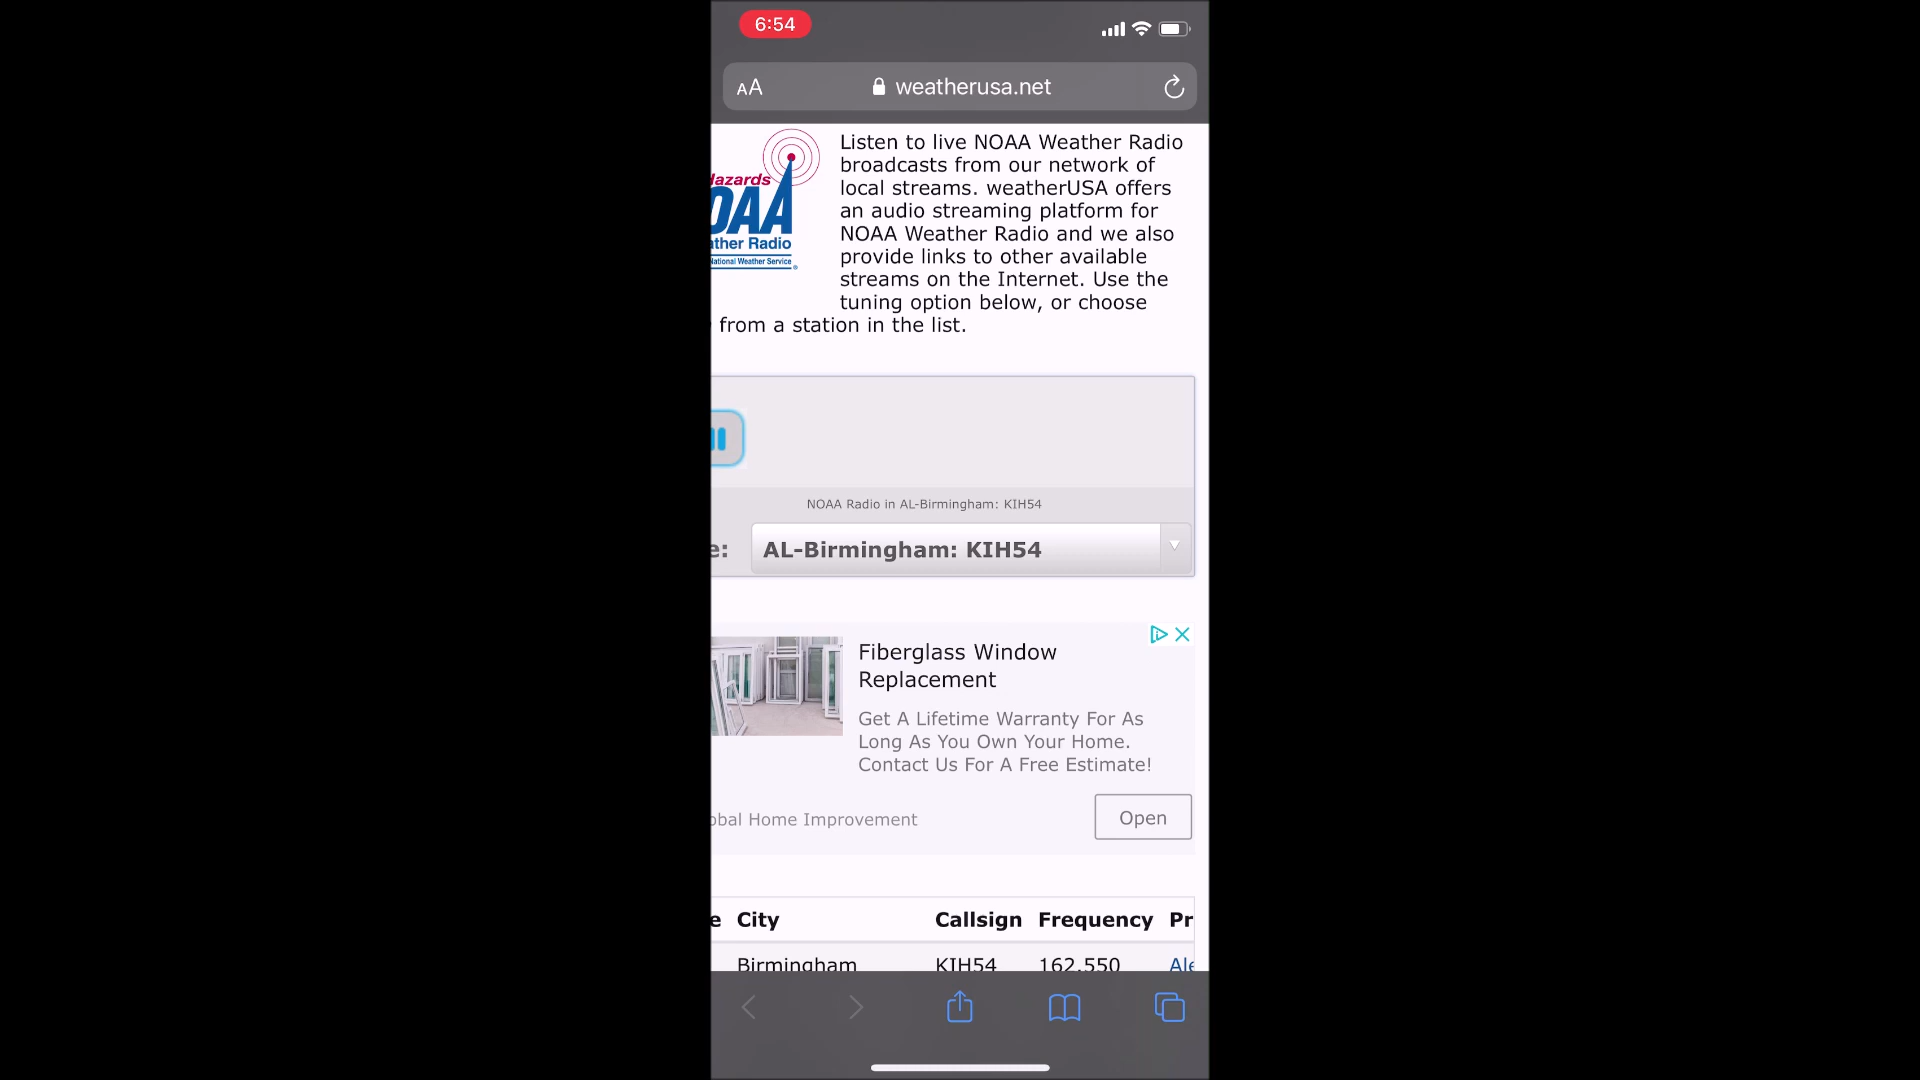 6:54
AA
weatherusa.net
Listen to live NOAA Weather Radio
broadcasts from our network of
local streams. weatherUSA offers
an audio streaming platform for
NOAA Weather Radio and we also
provide links to other available
streams on the Internet. Use the
tuning option below, or choose
from a station in the list.
azards
OAA
ther Radio
National Weather Service
NOAA Radio in AL-Birmingham: KIH54
e:
AL-Birmingham: KIH54
Fiberglass Window
Replacement
Get A Lifetime Warranty For As
Long As You Own Your Home.
Contact Us For A Free Estimate!
obal Home Improvement
Open
e City Callsign Frequency Pr
Birmingham KIH54 162.550 Ale